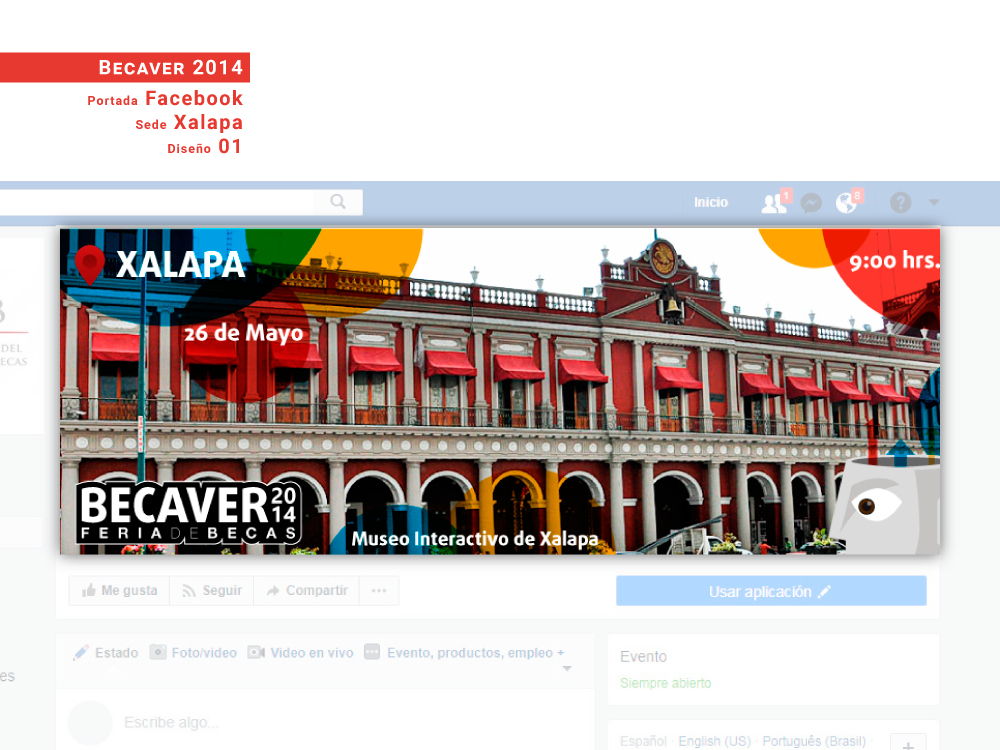 BECAVER 2014
Portada Facebook
Sede Xalapa
Diseño 01
Inicio
1
8
?
XALAPA
9:00 hrs.
26 de Mayo
DEL
ECAS
BECAVER 20 14
FERIA DE BECAS
Museo Interactivo de Xalapa
Me gusta
Seguir
Compartir
Usar aplicación
Estado
Foto/video
Video en vivo
Evento, productos, empleo +
Evento
Siempre abierto
es
Escribe algo...
Español · English (US) · Português (Brasil) ·
+